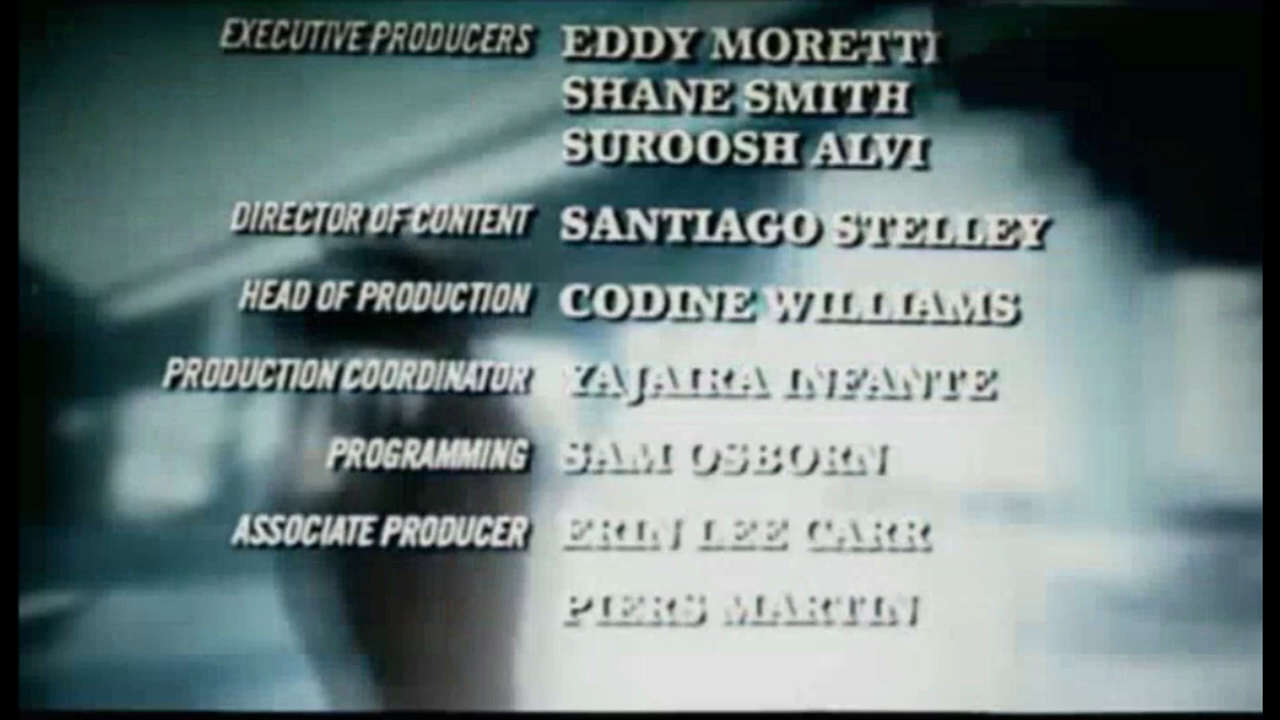 EXECUTIVE PRODUCERS EDDY MORETTI
SHANE SMITH
SUROOSH ALVI
DIRECTOR OF CONTENT SANTIAGO STELLEY
HEAD OF PRODUCTION CODINE WILLIAMS
PRODUCTION COORDINATOR YAJAIRA INFANTE
PROGRAMMING SAM OSBORN
ASSOCIATE PRODUCER ERIN LEE CARR
PIERS MARTIN